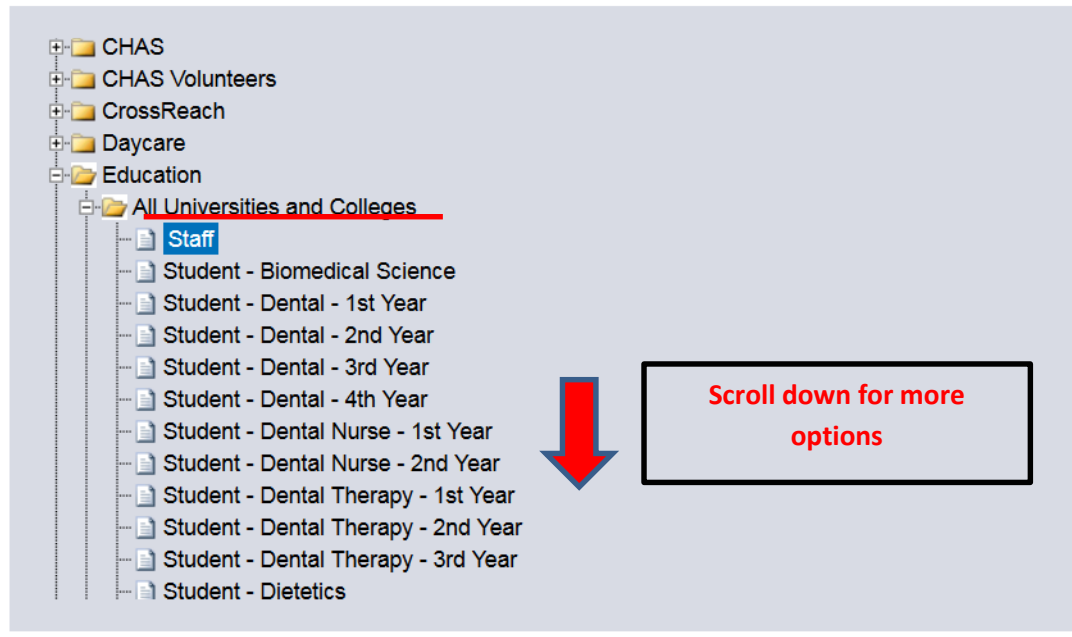 CHAS
CHAS Volunteers
CrossReach
Daycare
Education
All Universities and Colleges
Staff
Student - Biomedical Science
Student - Dental - 1st Year
Student - Dental - 2nd Year
Student - Dental - 3rd Year
Student - Dental - 4th Year
Student - Dental Nurse - 1st Year
Student - Dental Nurse - 2nd Year
Student - Dental Therapy - 1st Year
Student - Dental Therapy - 2nd Year
Student - Dental Therapy - 3rd Year
Student - Dietetics
Scroll down for more
options